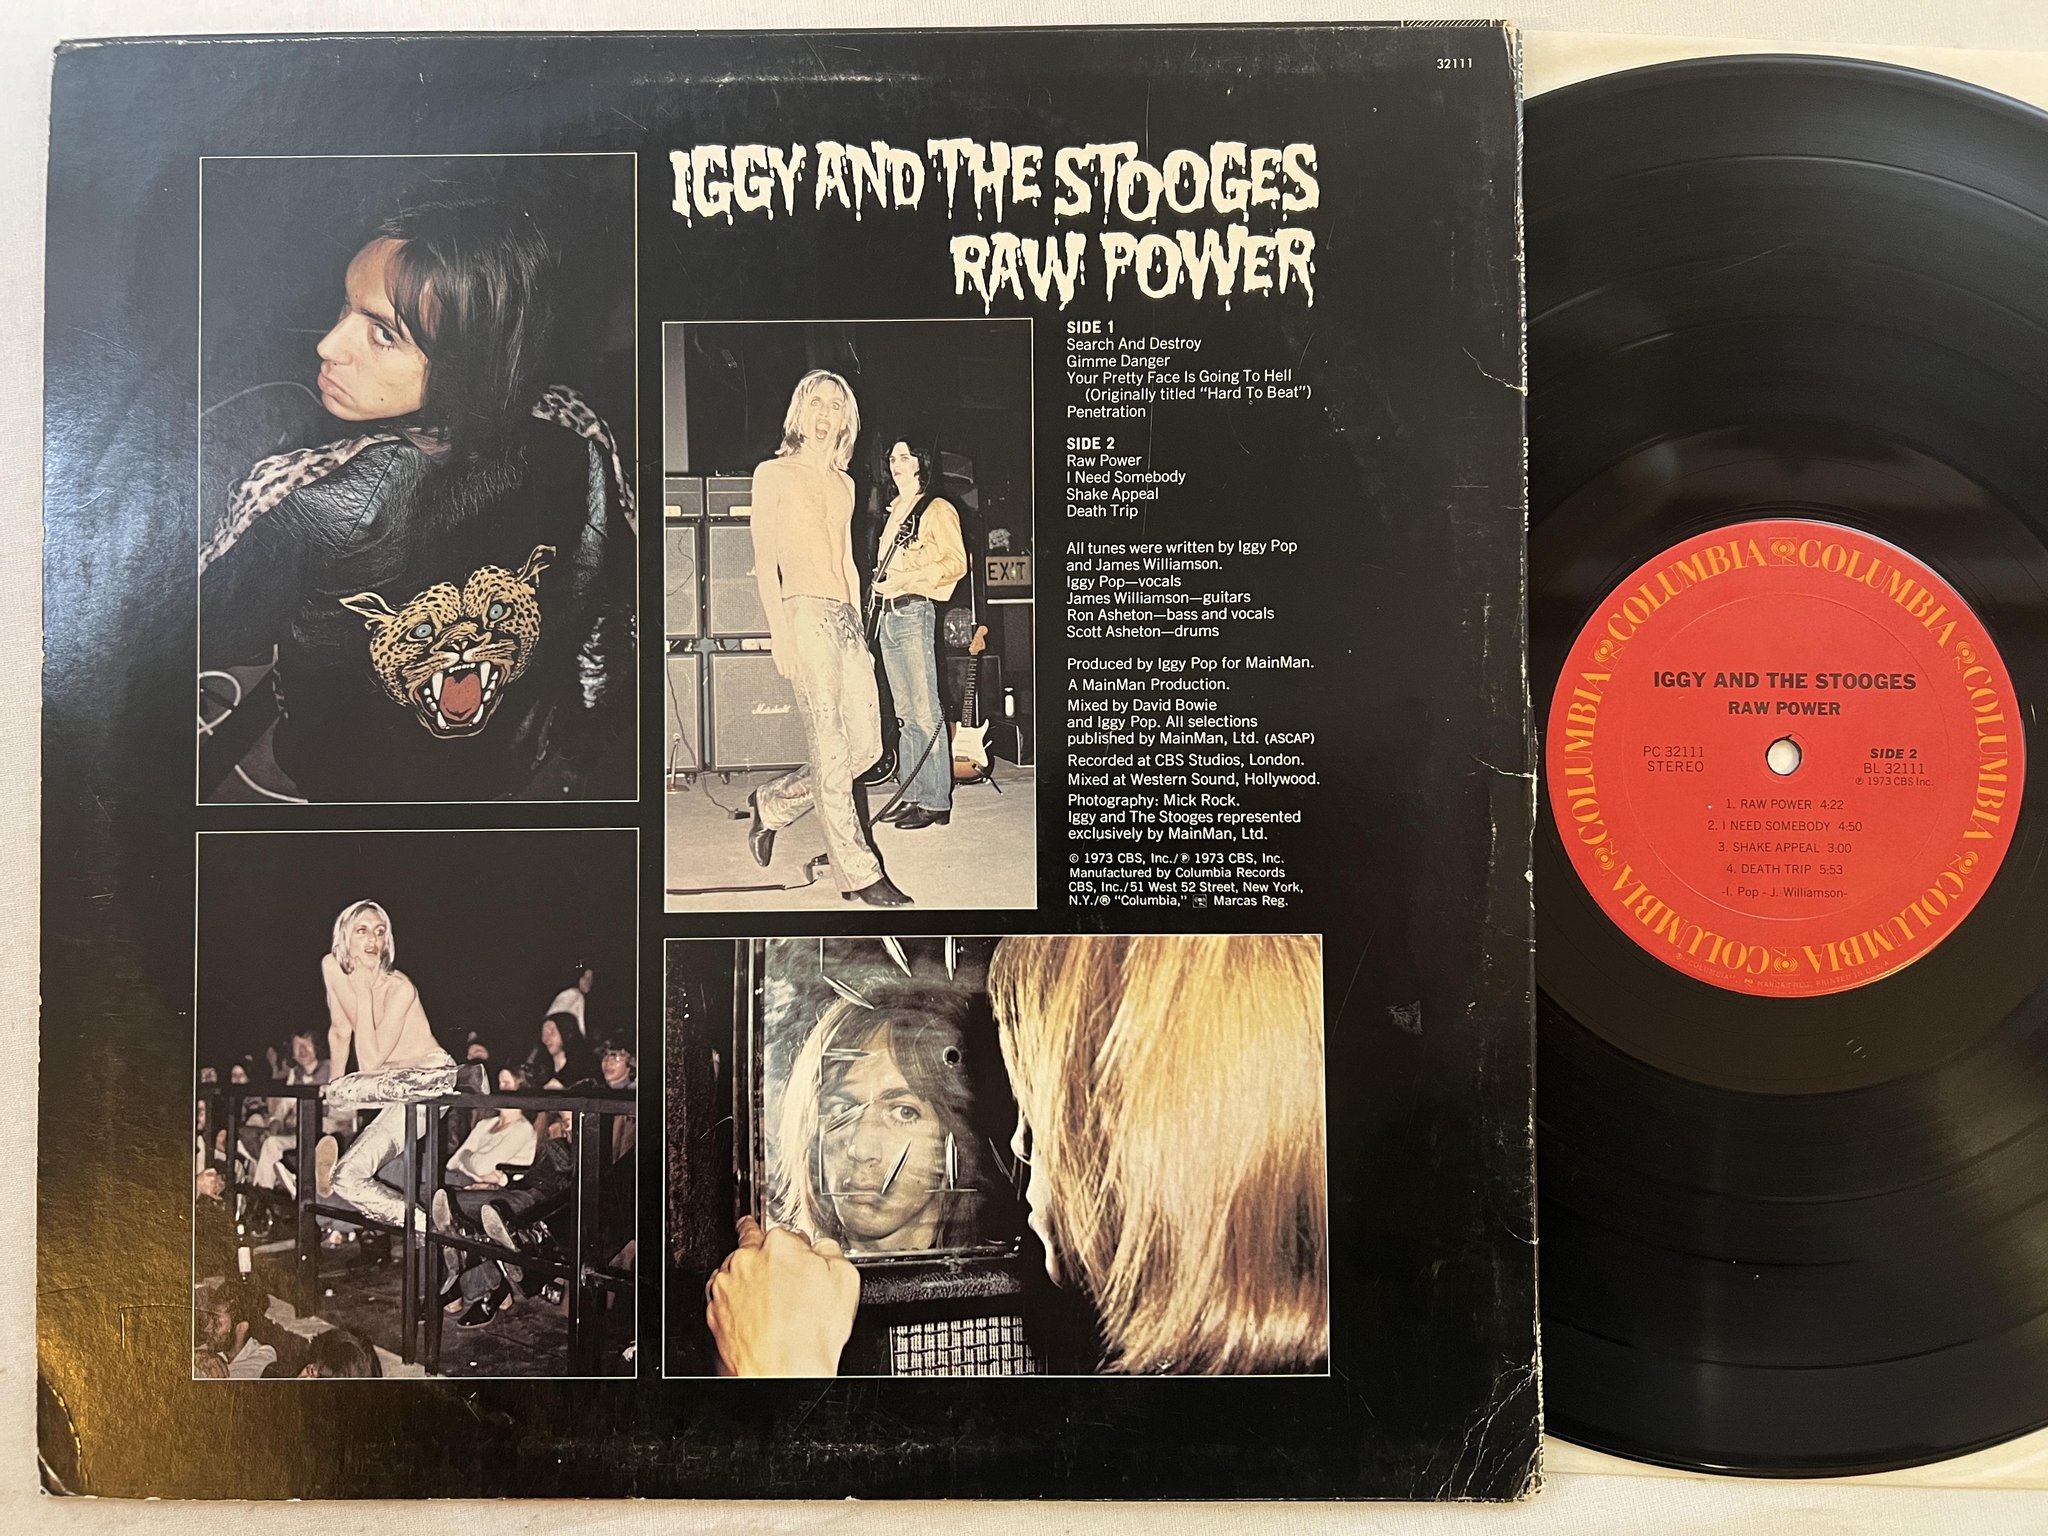 32111
IGGY AND THE STOOGES
RAW POWER
SIDE 1
Search And Destroy
Gimme Danger
Your Pretty Face Is Going To Hell
(Originally titled "Hard To Beat")
Penetration
SIDE 2
Raw Power
I Need Somebody
Shake Appeal
Death Trip
All tunes were written by Iggy Pop
and James Williamson.
Iggy Pop—vocals
James Williamson—guitars
Ron Asheton—bass and vocals
Scott Asheton—drums
Produced by Iggy Pop for MainMan.
A MainMan Production.
Mixed by David Bowie
and Iggy Pop. All selections
published by MainMan, Ltd. (ASCAP)
Recorded at CBS Studios, London.
Mixed at Western Sound, Hollywood.
Photography: Mick Rock.
Iggy and The Stooges represented
exclusively by MainMan, Ltd.
© 1973 CBS, Inc./℗ 1973 CBS, Inc.
Manufactured by Columbia Records
CBS, Inc./51 West 52 Street, New York,
N.Y./® "Columbia," Marcas Reg.
EXIT
Marshall
COLUMBIA COLUMBIA COLUMBIA COLUMBIA COLUMBIA COLUMBIA COLUMBIA COLUMBIA
IGGY AND THE STOOGES
RAW POWER
PC 32111
STEREO
SIDE 2
BL 32111
℗ 1973 CBS Inc.
1. RAW POWER 4:22
2. I NEED SOMEBODY 4:50
3. SHAKE APPEAL 3:00
4. DEATH TRIP 5:53
-I. Pop - J. Williamson-